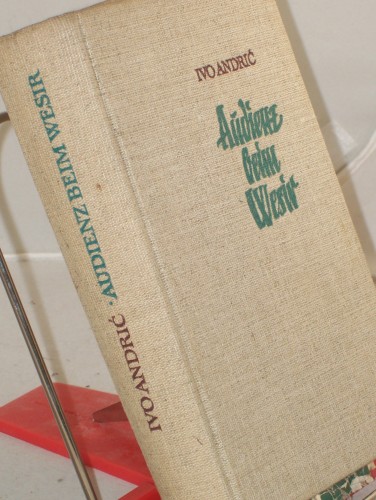 IVO ANDRIĆ
Audienz
beim
Wesir
IVO ANDRIĆ · AUDIENZ BEIM WESIR